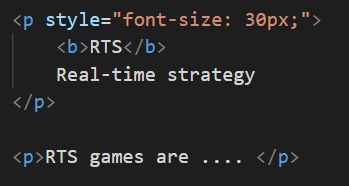 <p style="font-size: 30px;">
    <b>RTS</b>
    Real-time strategy
</p>

<p>RTS games are .... </p>